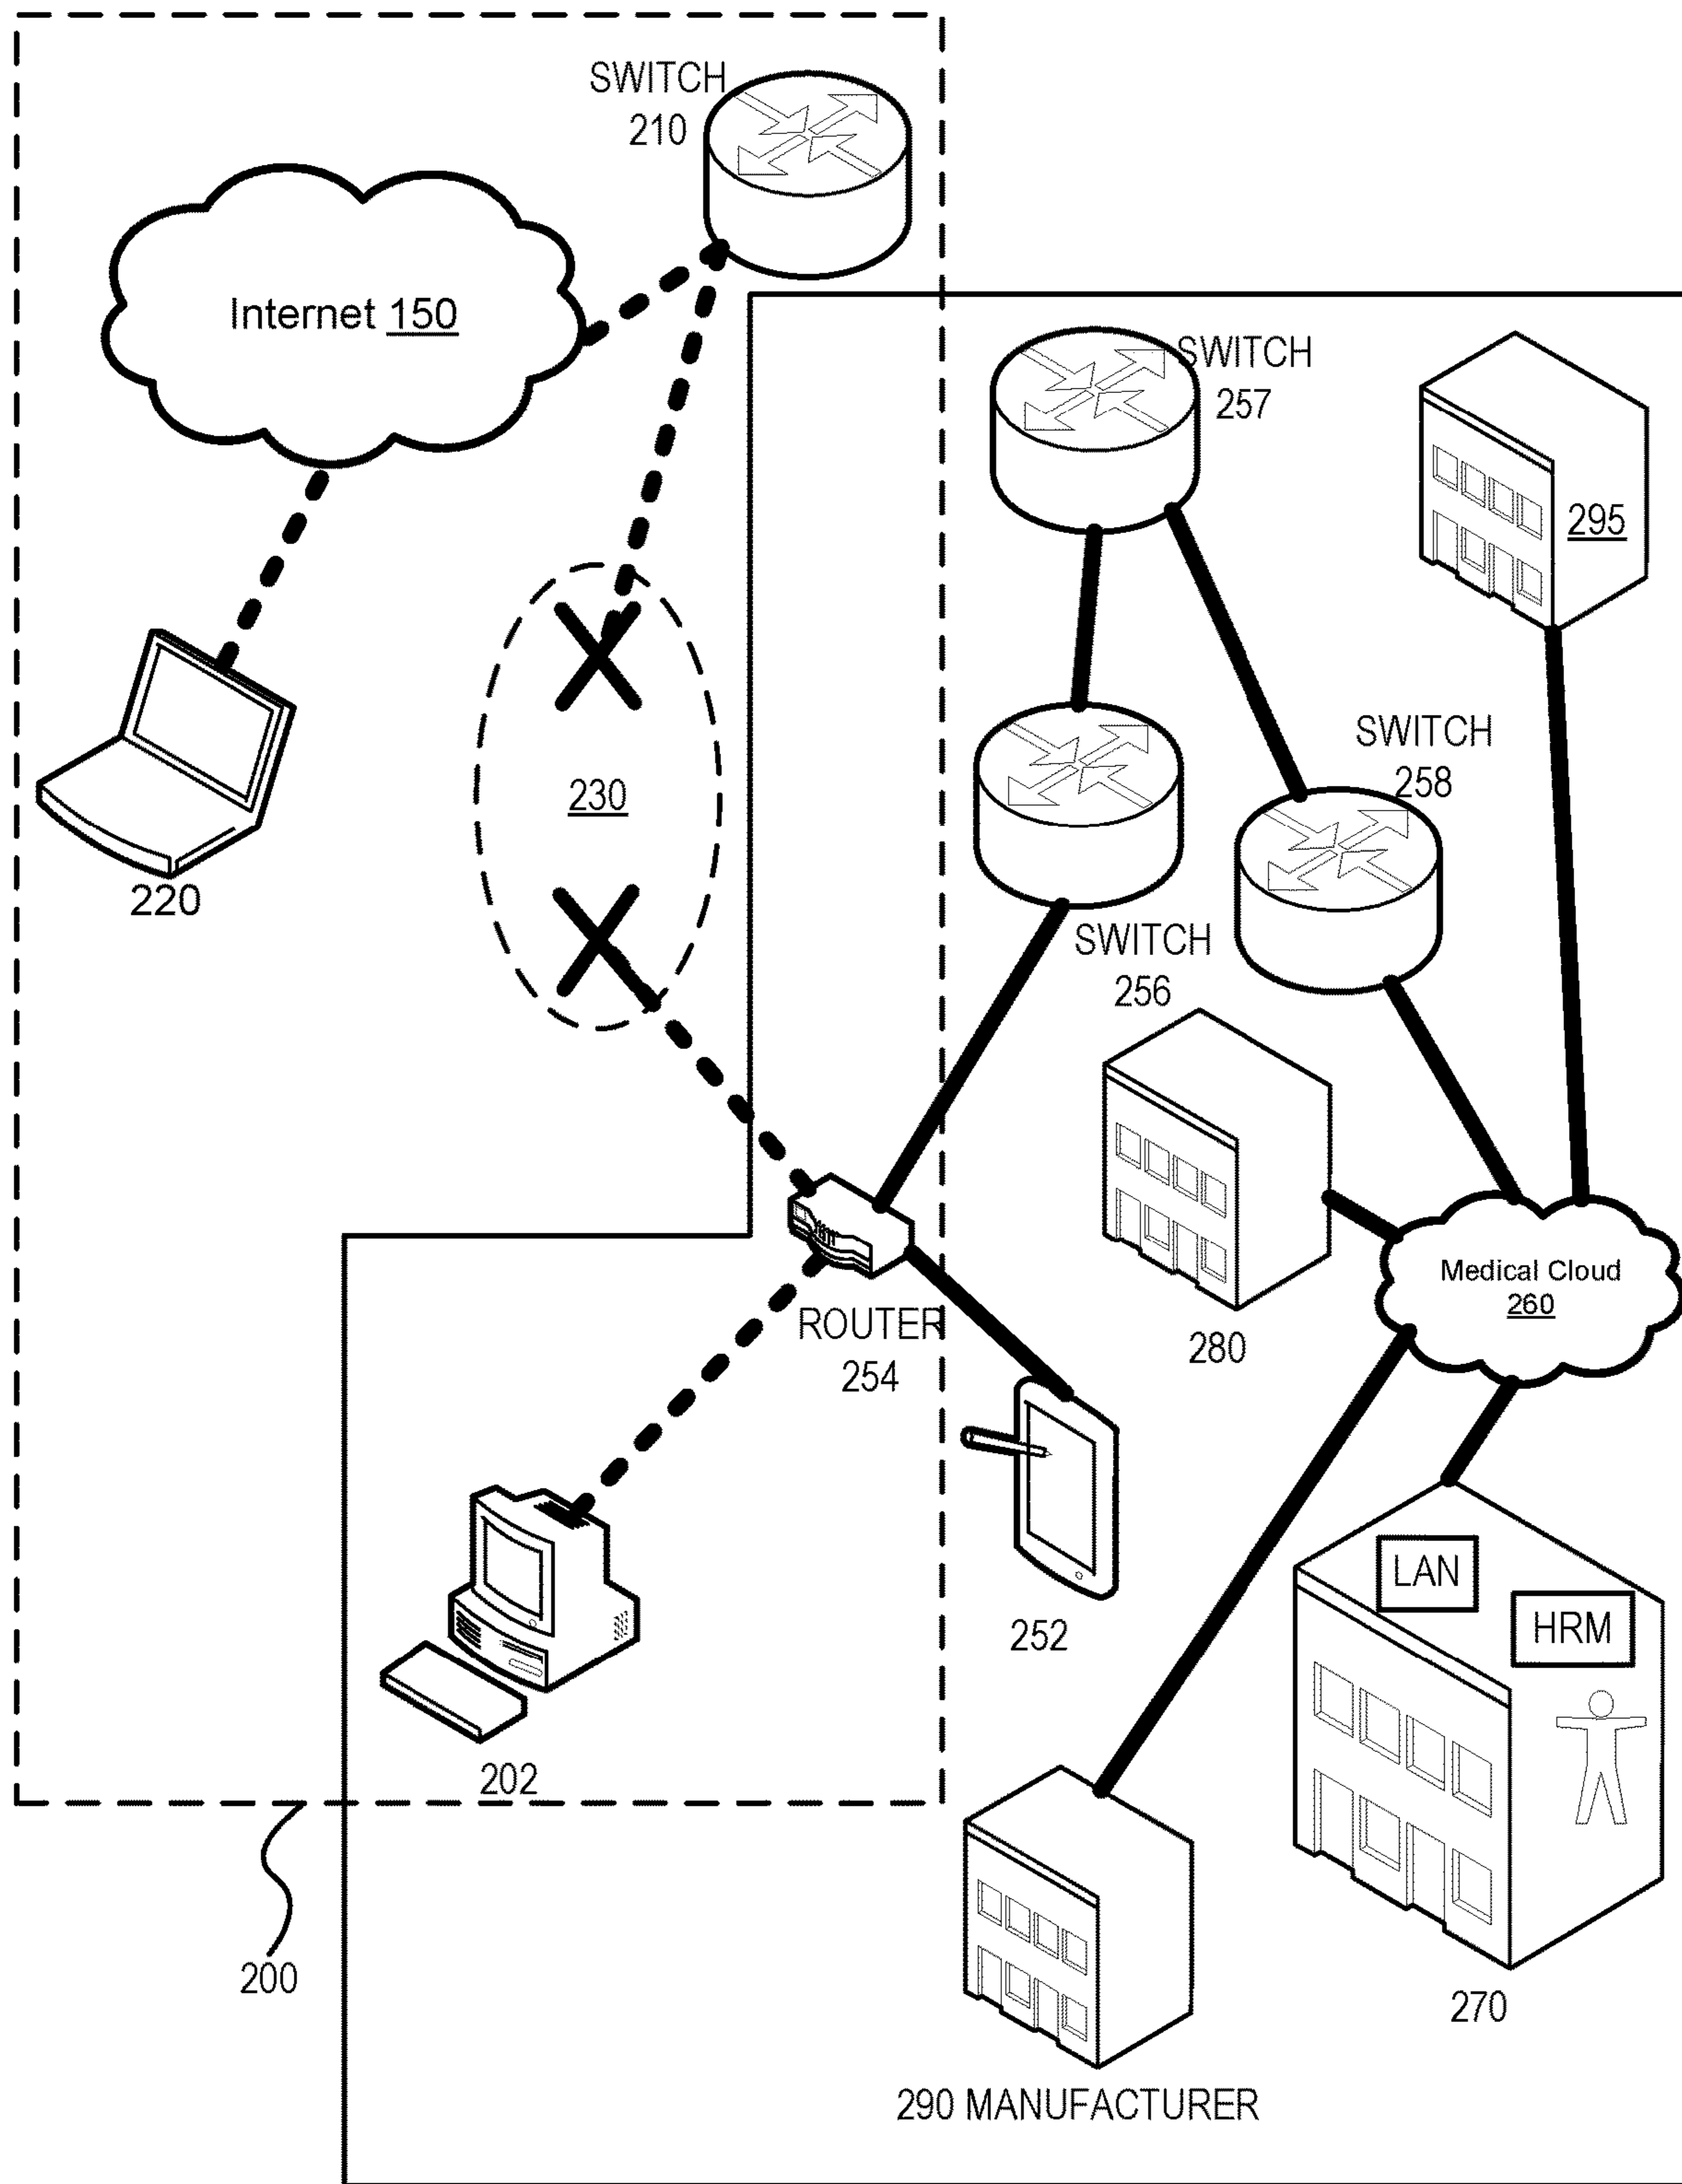 SWITCH
210
Internet 150
SWITCH
257
295
SWITCH
258
230
220
SWITCH
256
Medical Cloud
260
ROUTER
254
280
LAN
HRM
252
202
200
270
290 MANUFACTURER